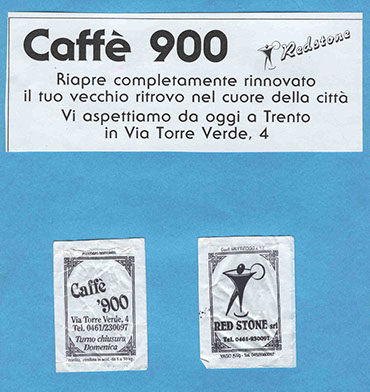 Caffè 900
Redstone
Riapre completamente rinnovato
il tuo vecchio ritrovo nel cuore della città
Vi aspettiamo da oggi a Trento
in Via Torre Verde, 4
Caffè
'900
Via Torre Verde, 4
Tel. 0461/230097
Turno chiusura
Domenica
RED STONE srl
Tel. 0461-230097